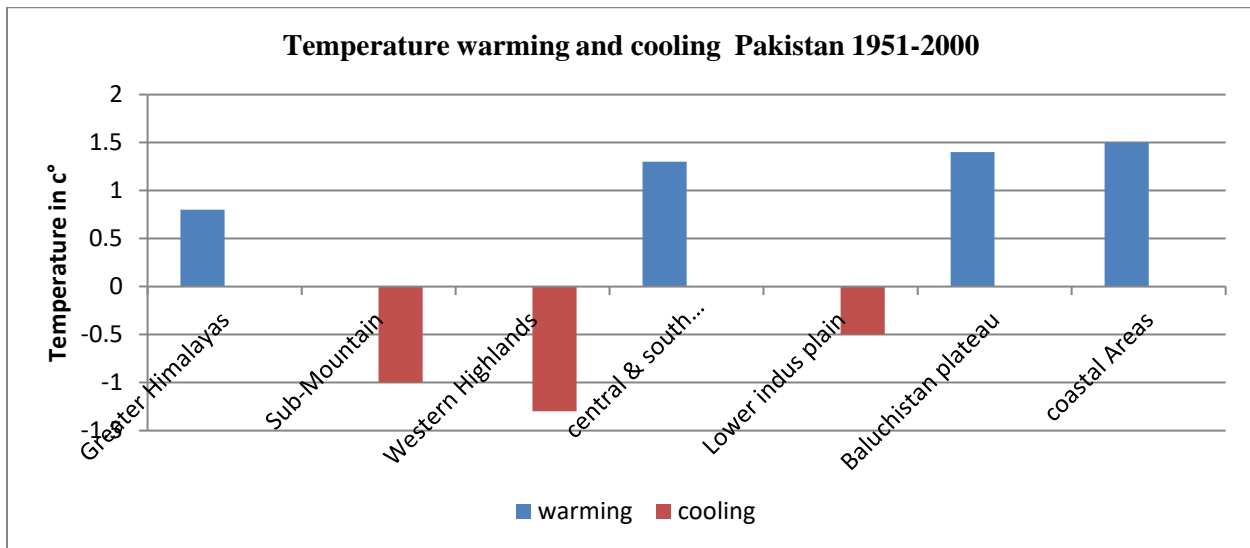 Temperature warming and cooling Pakistan 1951-2000
Temperature in c°
2
1.5
1
0.5
0
-0.5
-1
-1.5
Greater Himalayas
Sub-Mountain
Western Highlands
central & south...
Lower indus plain
Baluchistan plateau
coastal Areas
warming
cooling